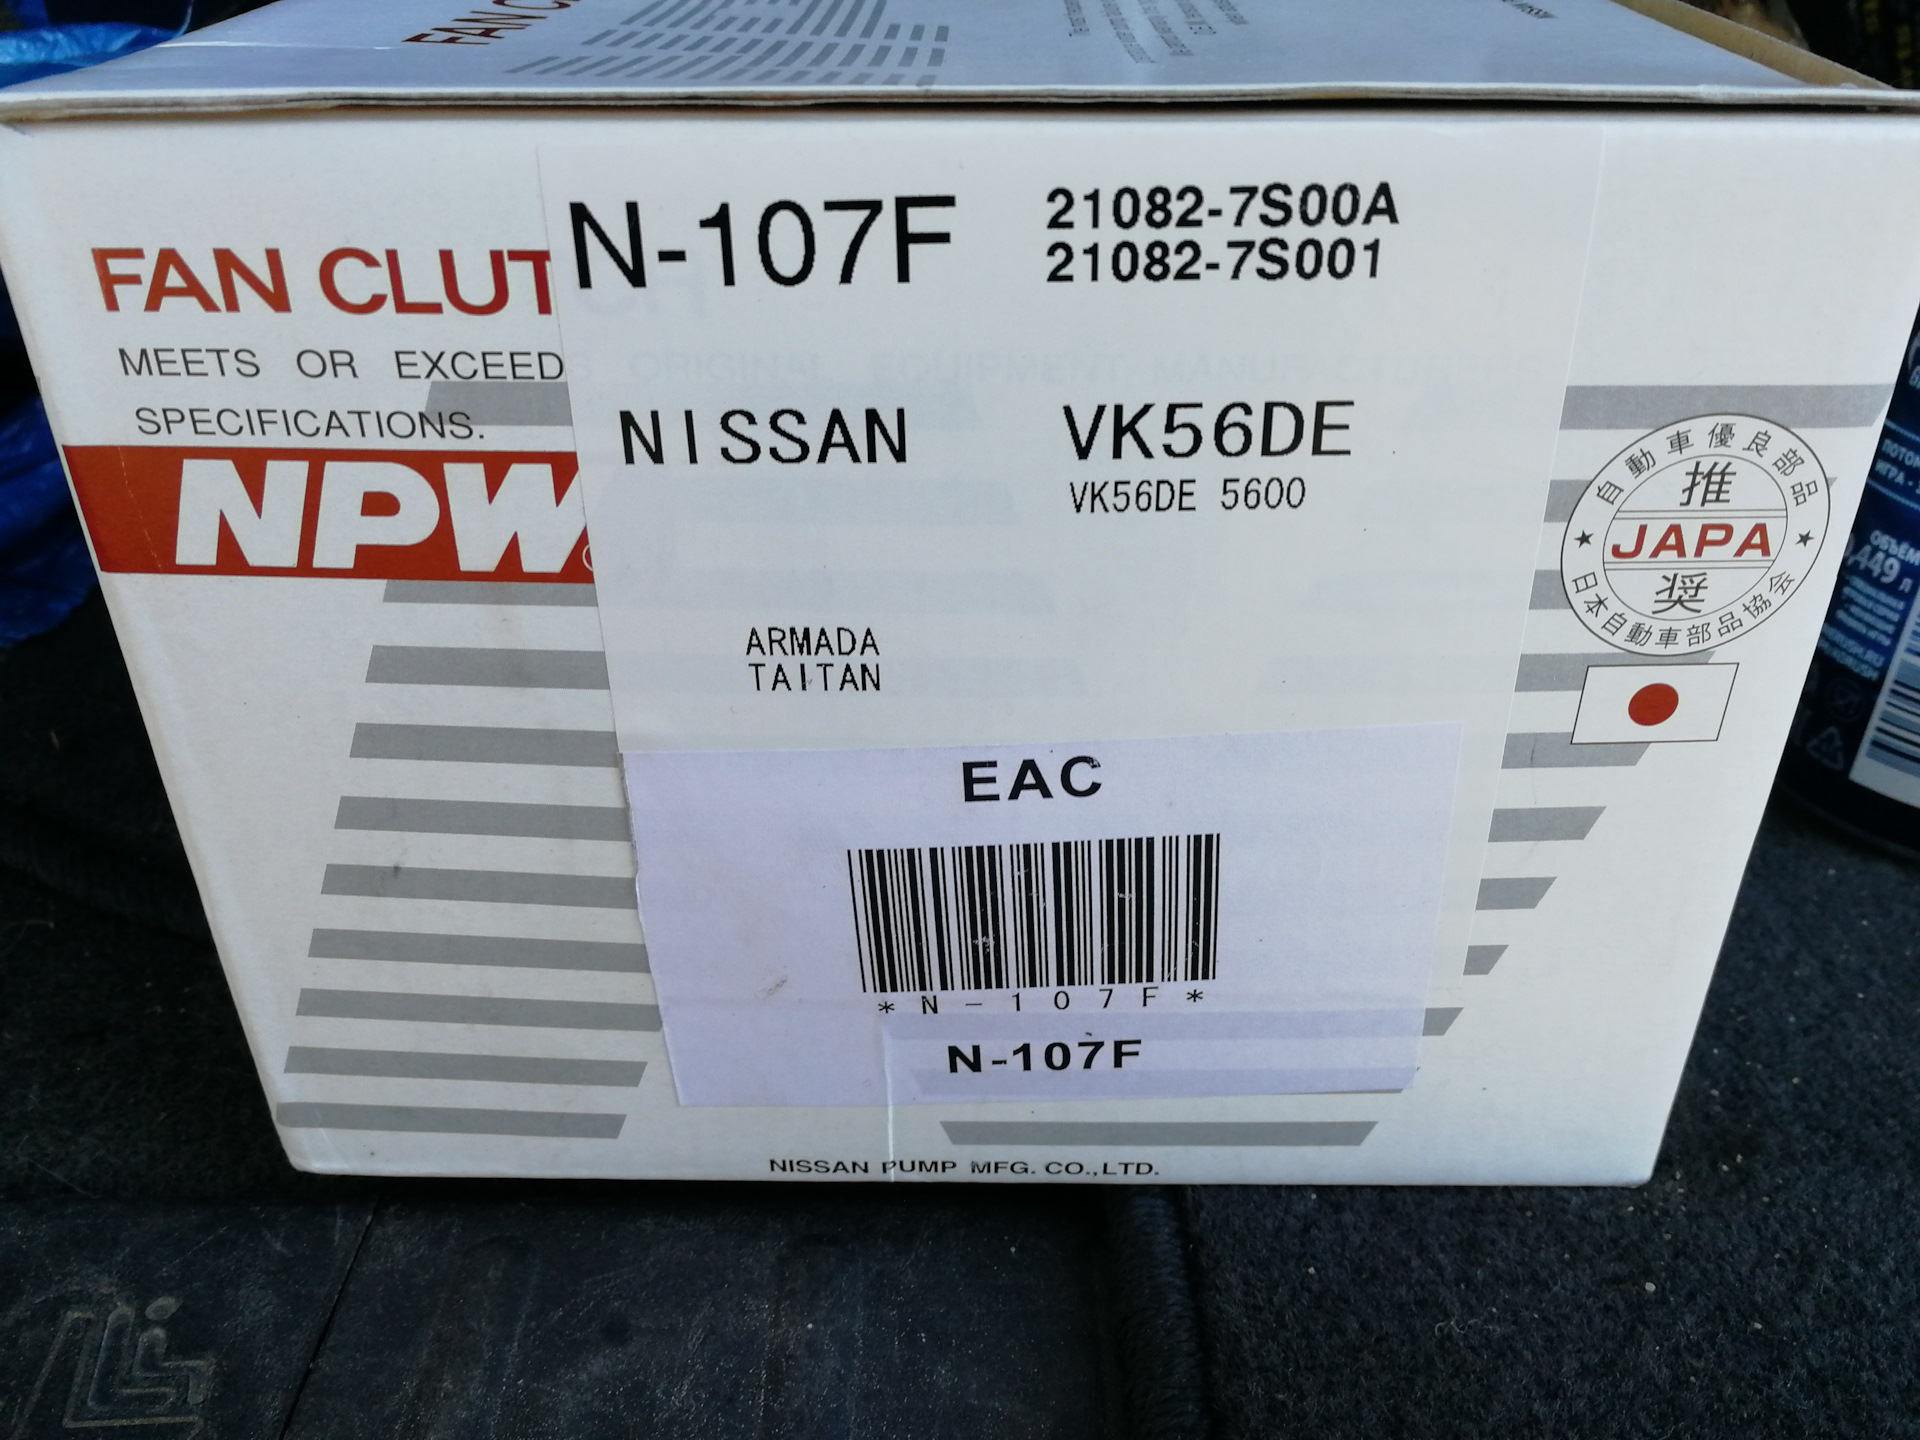 FAN C
N-107F
21082-7S00A
21082-7S001
FAN CLUT
MEETS OR EXCEED
SPECIFICATIONS.
NPW
NISSAN
VK56DE
VK56DE 5600
自動車優良部品
推
JAPA
奨
日本自動車部品協会
ARMADA
TAITAN
EAC
*N-107F*
N-107F
NISSAN PUMP MFG. CO.,LTD.
ОБЪЁМ